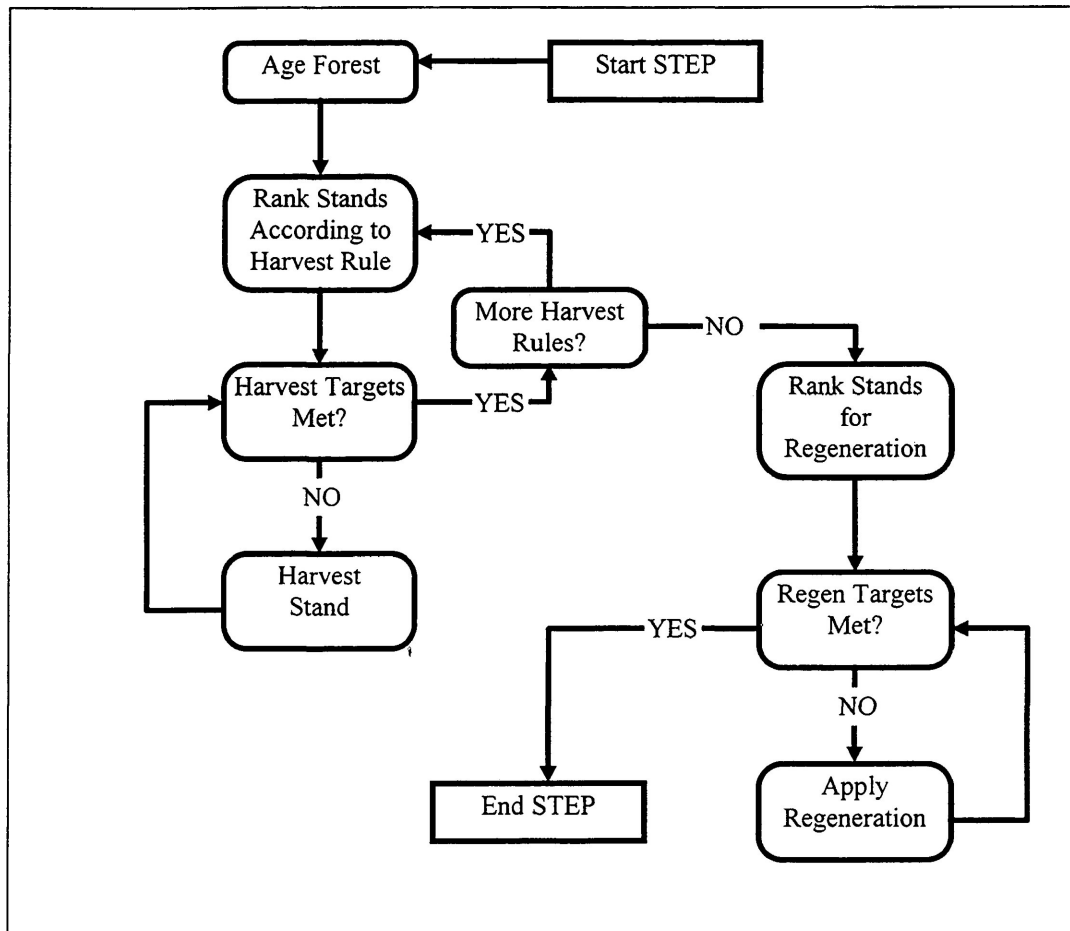 Age Forest
Start STEP
Rank Stands
According to
Harvest Rule
YES
More Harvest
Rules?
NO
Harvest Targets
Met?
YES
Rank Stands
for
Regeneration
NO
Harvest
Stand
Regen Targets
Met?
YES
NO
End STEP
Apply
Regeneration